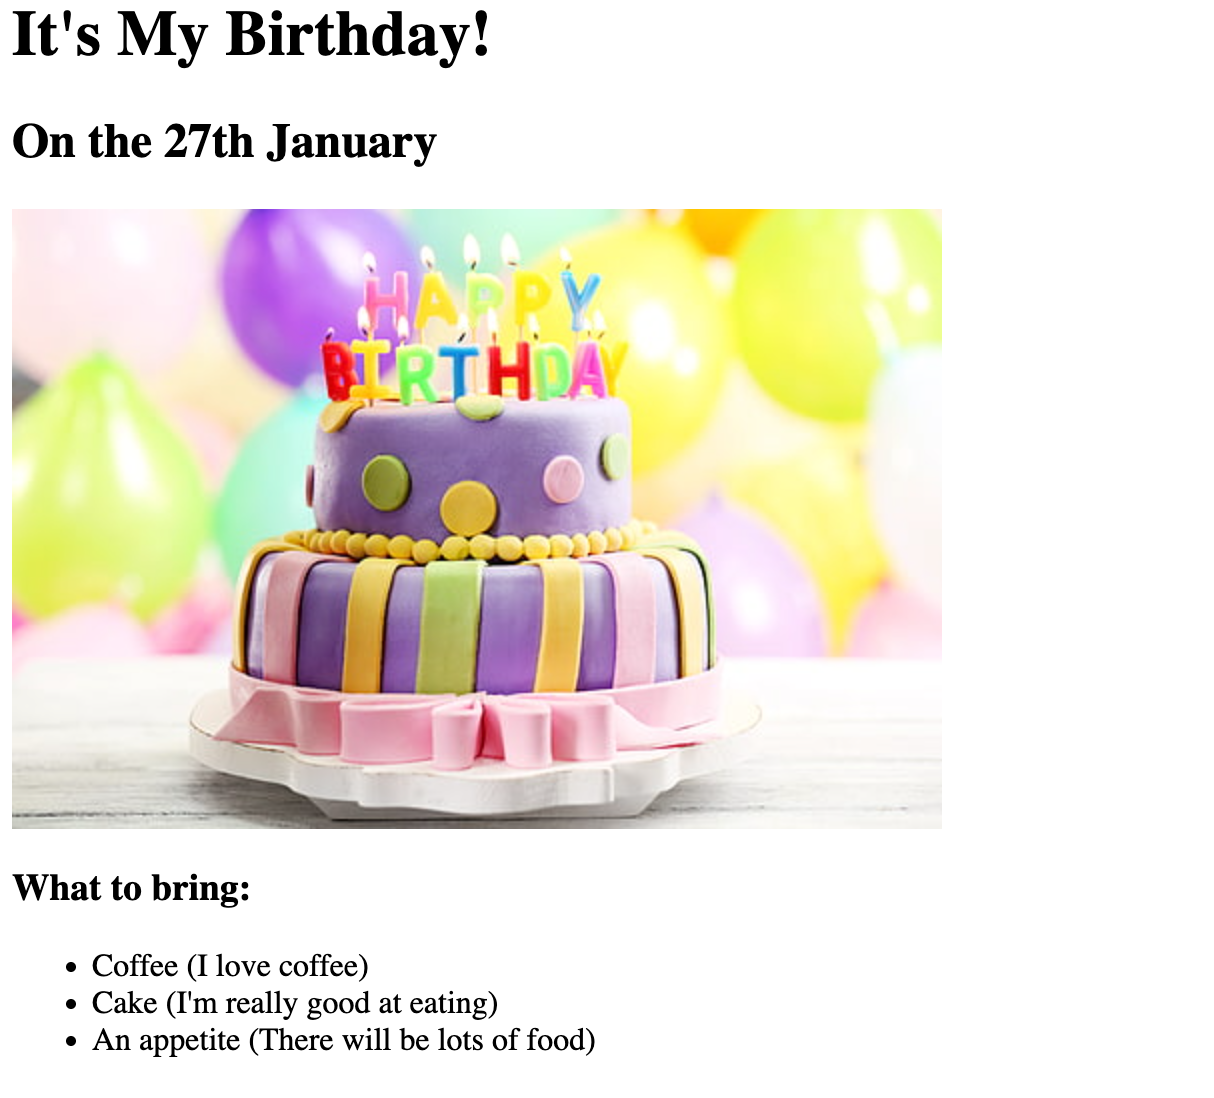 It's My Birthday!
On the 27th January
HAPPY
BIRTHDAY
What to bring:
Coffee (I love coffee)
Cake (I'm really good at eating)
An appetite (There will be lots of food)